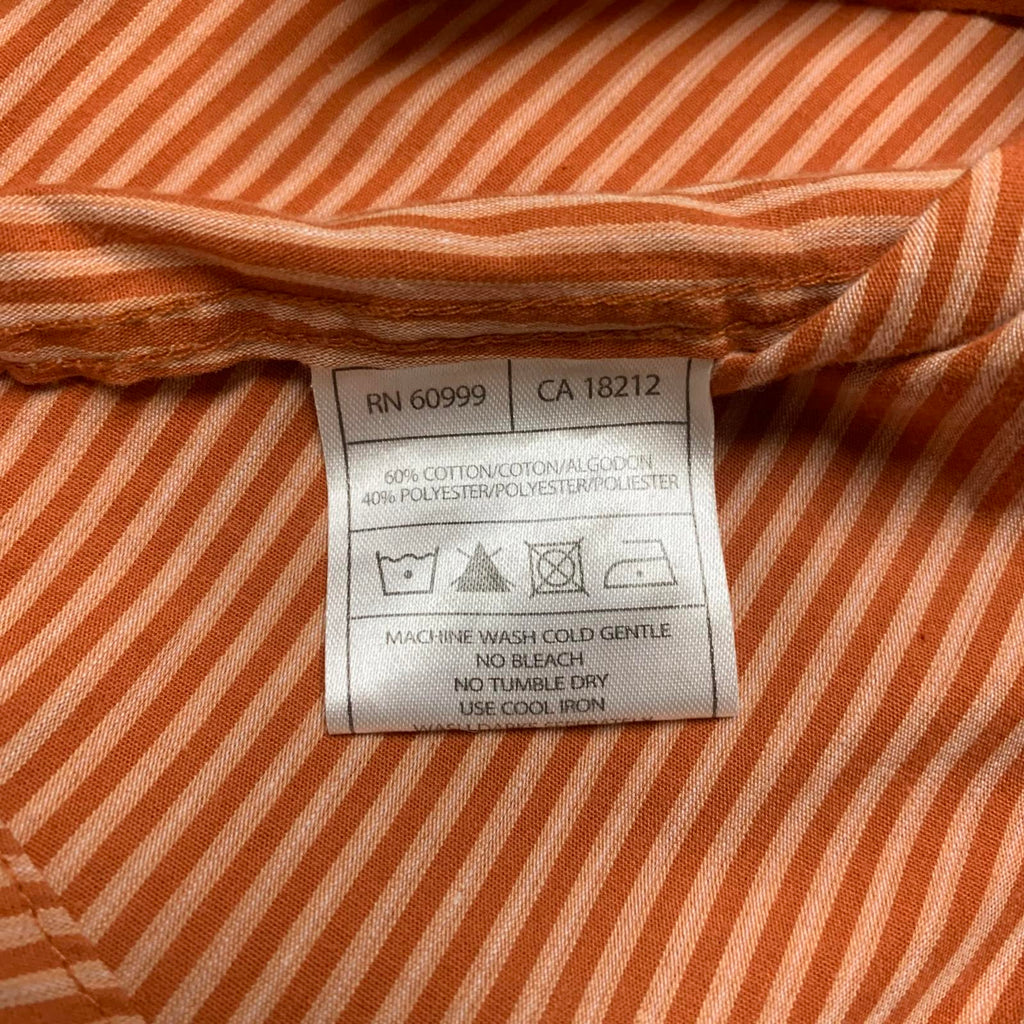 RN 60999 CA 18212
60% COTTON/COTON/ALGODON
40% POLYESTER/POLYESTER/POLIESTER
MACHINE WASH COLD GENTLE
NO BLEACH
NO TUMBLE DRY
USE COOL IRON
WASH